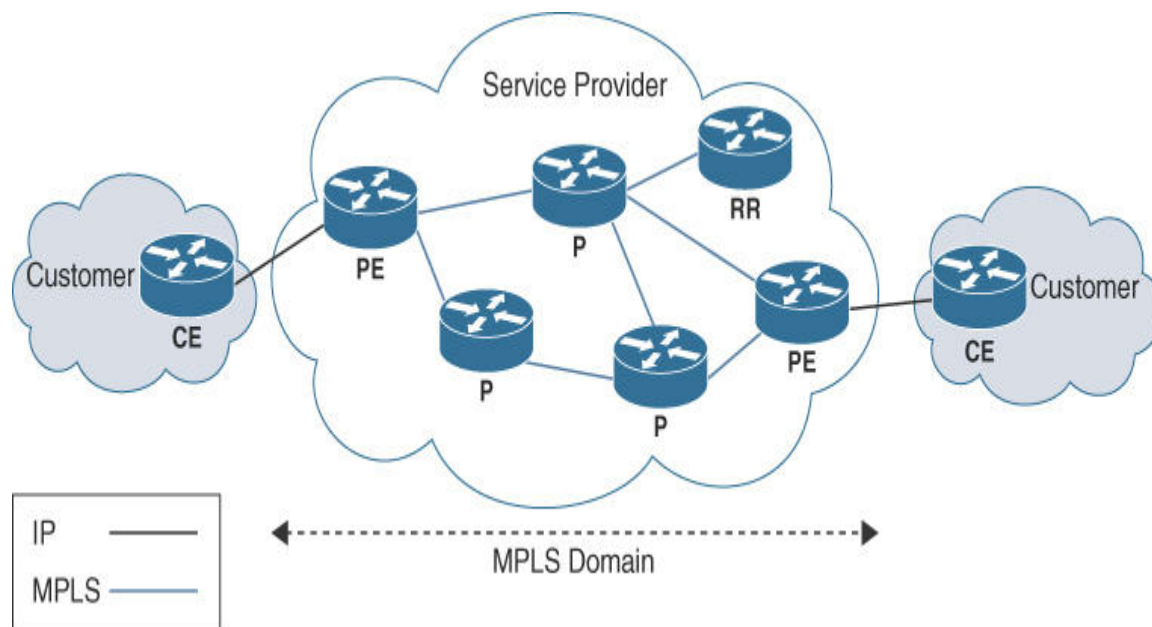 Service Provider
RR
P
PE
Customer
CE
P
P
PE
Customer
CE
IP
MPLS
MPLS Domain